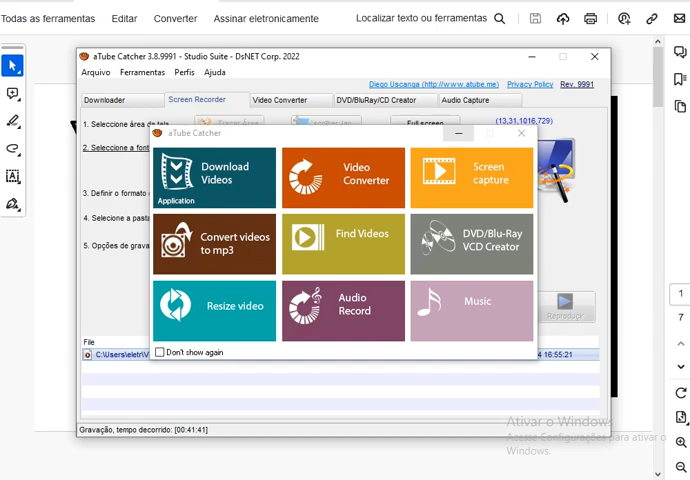 Todas as ferramentas Editar Converter Assinar eletronicamente Localizar texto ou ferramentas
aTube Catcher 3.8.9991 - Studio Suite - DsNET Corp. 2022
Arquivo Ferramentas Perfis Ajuda
Diego Uscanga (http://www.atube.me) Privacy Policy Rev. 9991
Downloader Screen Recorder Video Converter DVD/BluRay/CD Creator Audio Capture
1. Seleccione área da tela Full screen (13,31,1016,729)
aTube Catcher
2. Seleccione a font
3. Definir o formato
4. Selecione a pasta
5. Opções de grava
Download Videos
Application
Video Converter
Screen capture
Convert videos to mp3
Find Videos
DVD/Blu-Ray VCD Creator
Resize video
Audio Record
Music
Reproduzir
Don't show again
File
C:\Users\eletr\V
4 16:55:21
Gravação, tempo decorrido: [00:41:41]
1
7
Ativar o Windows
Acesse Configurações para ativar o
Windows.